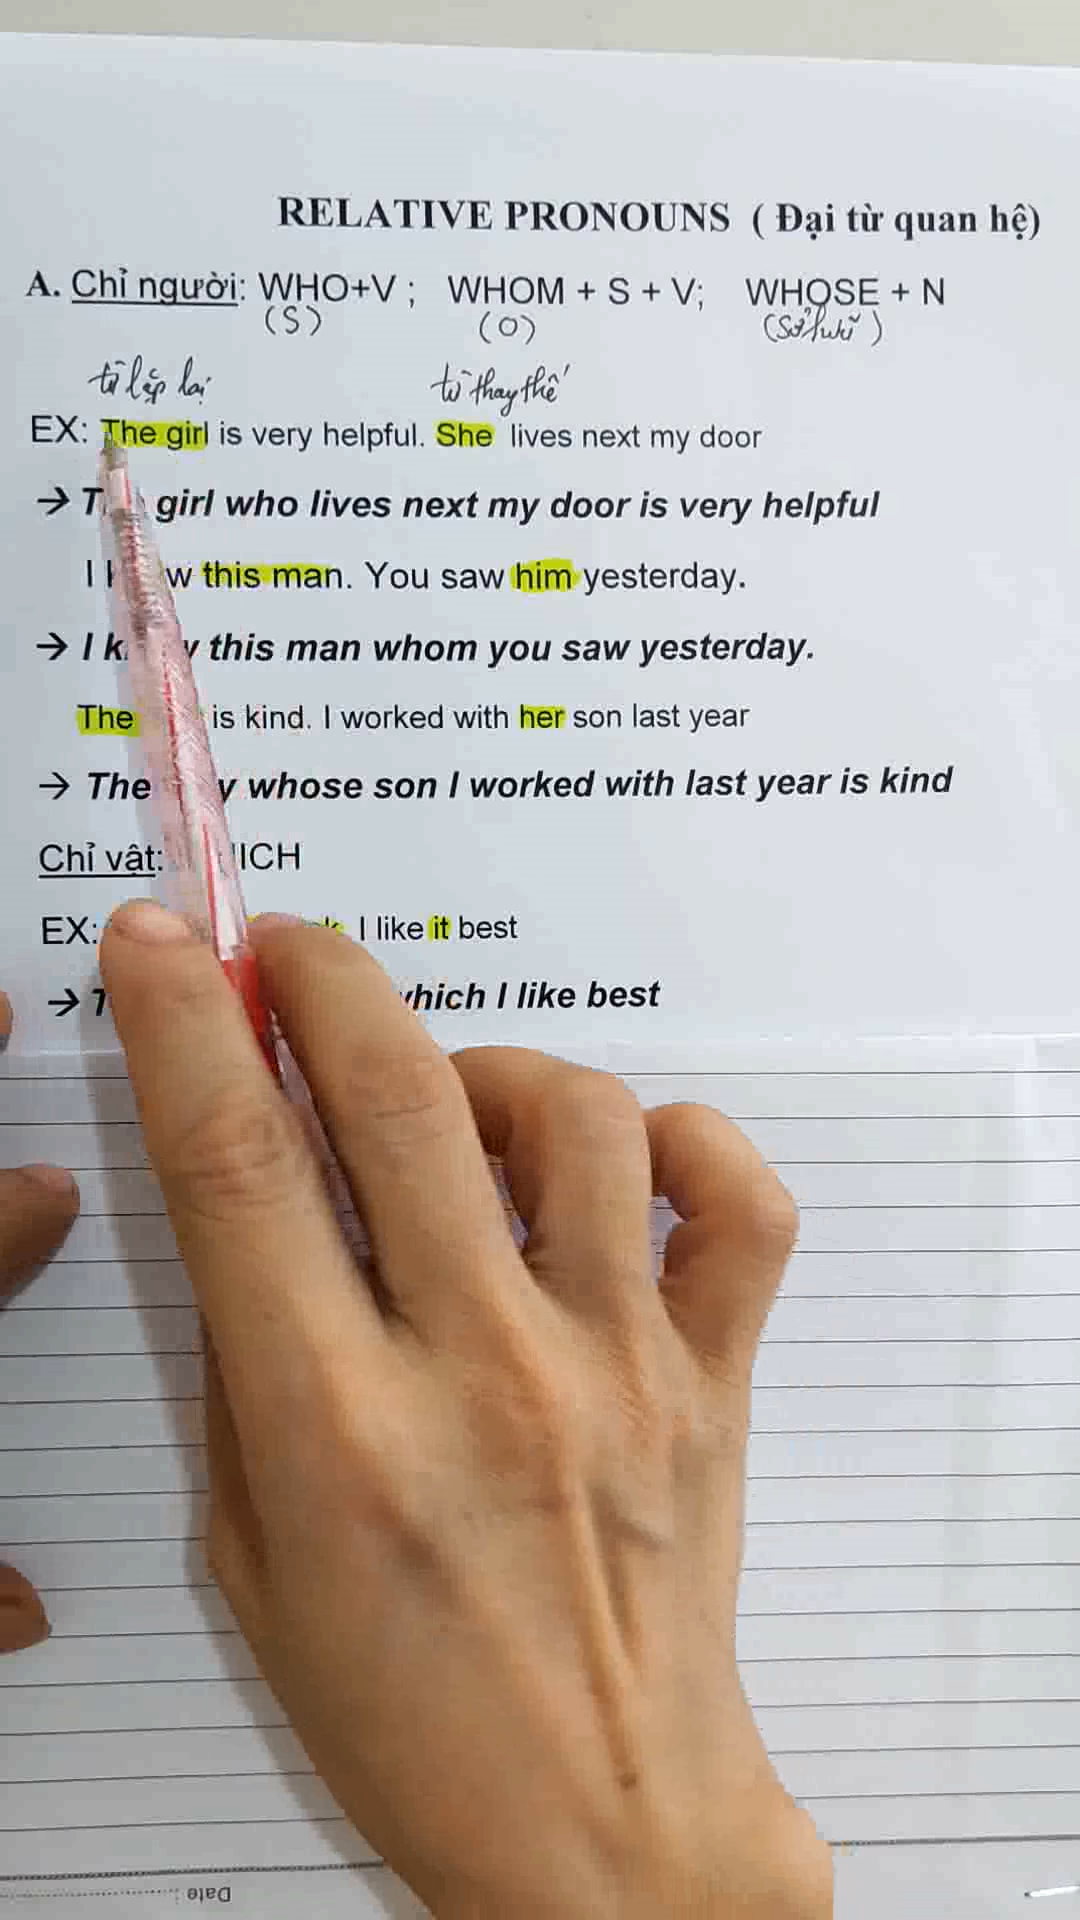 RELATIVE PRONOUNS ( Đại từ quan hệ)
A. Chỉ người: WHO+V ; WHOM + S + V; WHOSE + N
(S) (O) (Sở hữu)
từ lặp lại từ thay thế
EX: The girl is very helpful. She lives next my door
→ girl who lives next my door is very helpful
I this man. You saw him yesterday.
→ I this man whom you saw yesterday.
The is kind. I worked with her son last year
→ The whose son I worked with last year is kind
Chỉ vật:
EX: I like it best
→ which I like best
Date